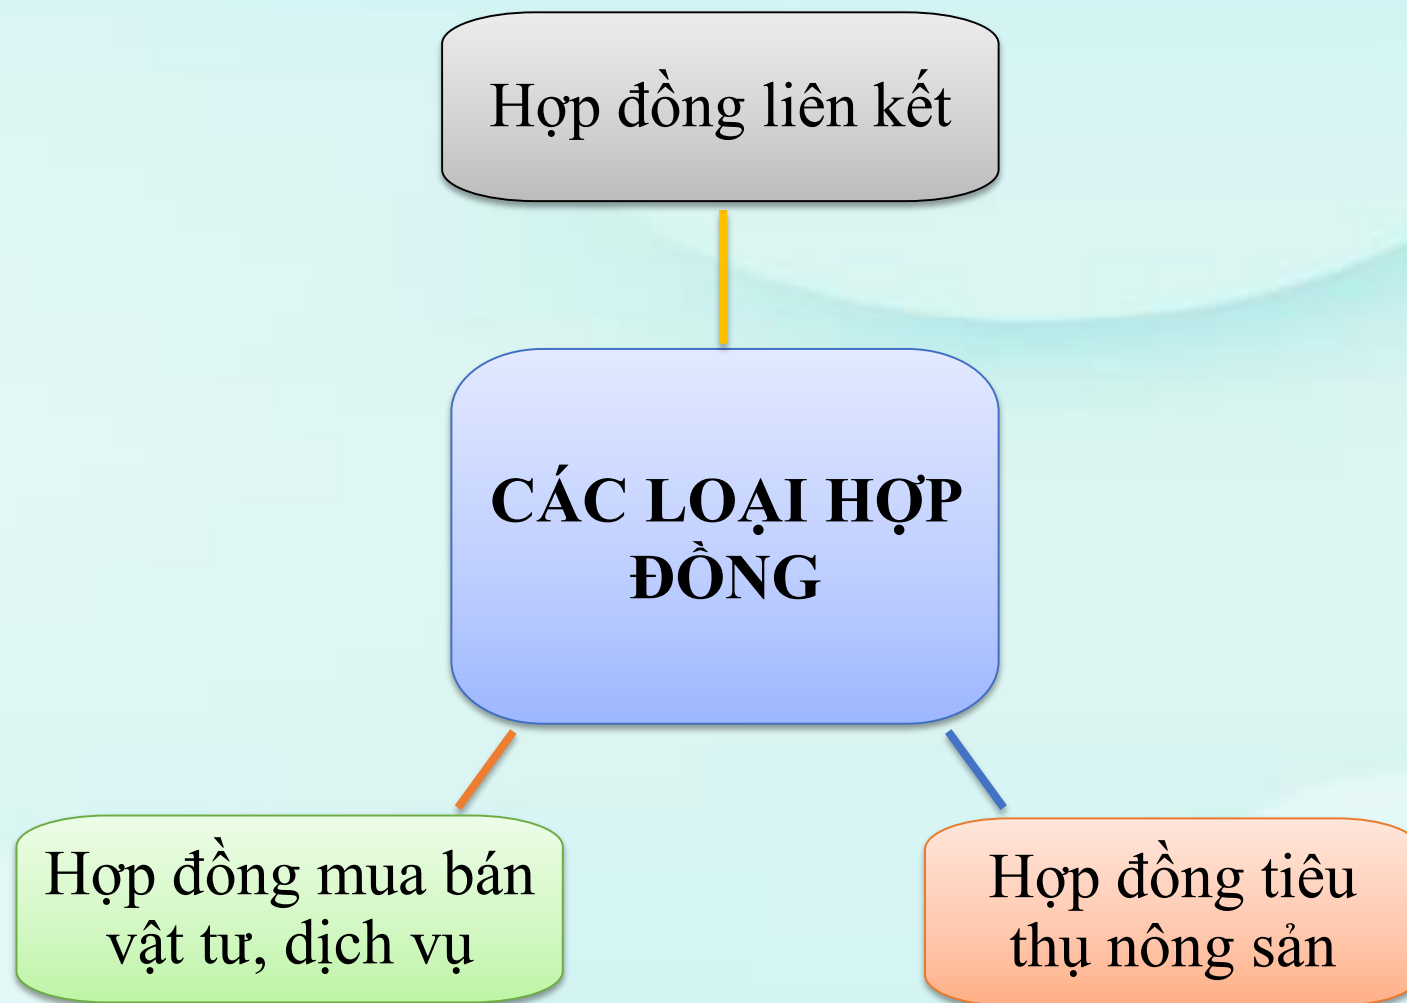 Hợp đồng liên kết
CÁC LOẠI HỢP
ĐỒNG
Hợp đồng mua bán
vật tư, dịch vụ
Hợp đồng tiêu
thụ nông sản